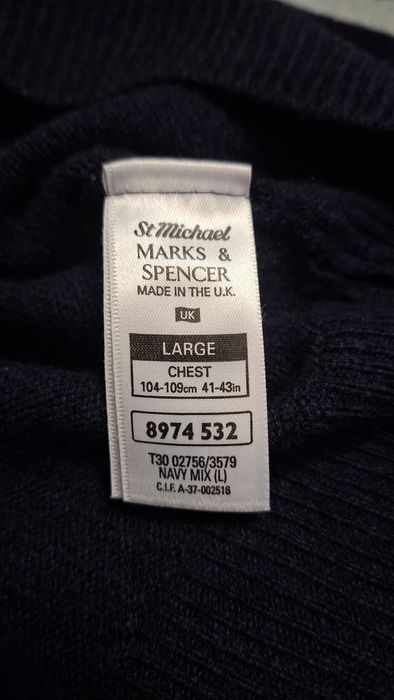 St Michael
MARKS &
SPENCER
MADE IN THE U.K.
UK
LARGE
CHEST
104-109cm 41-43in
8974 532
T30 02756/3579
NAVY MIX (L)
C.I.F. A-37-002516